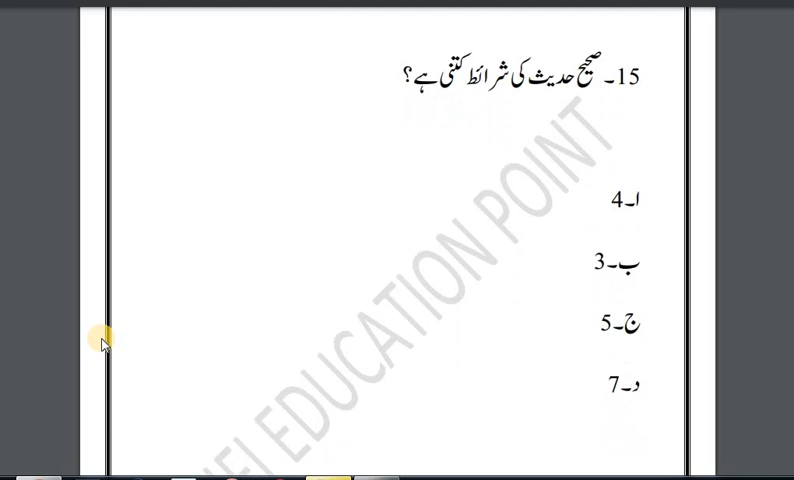 15۔ صحیح حدیث کی شرائط کتنی ہے؟
ا۔4
ب۔3
ج۔5
د۔7
EDUCATION POINT